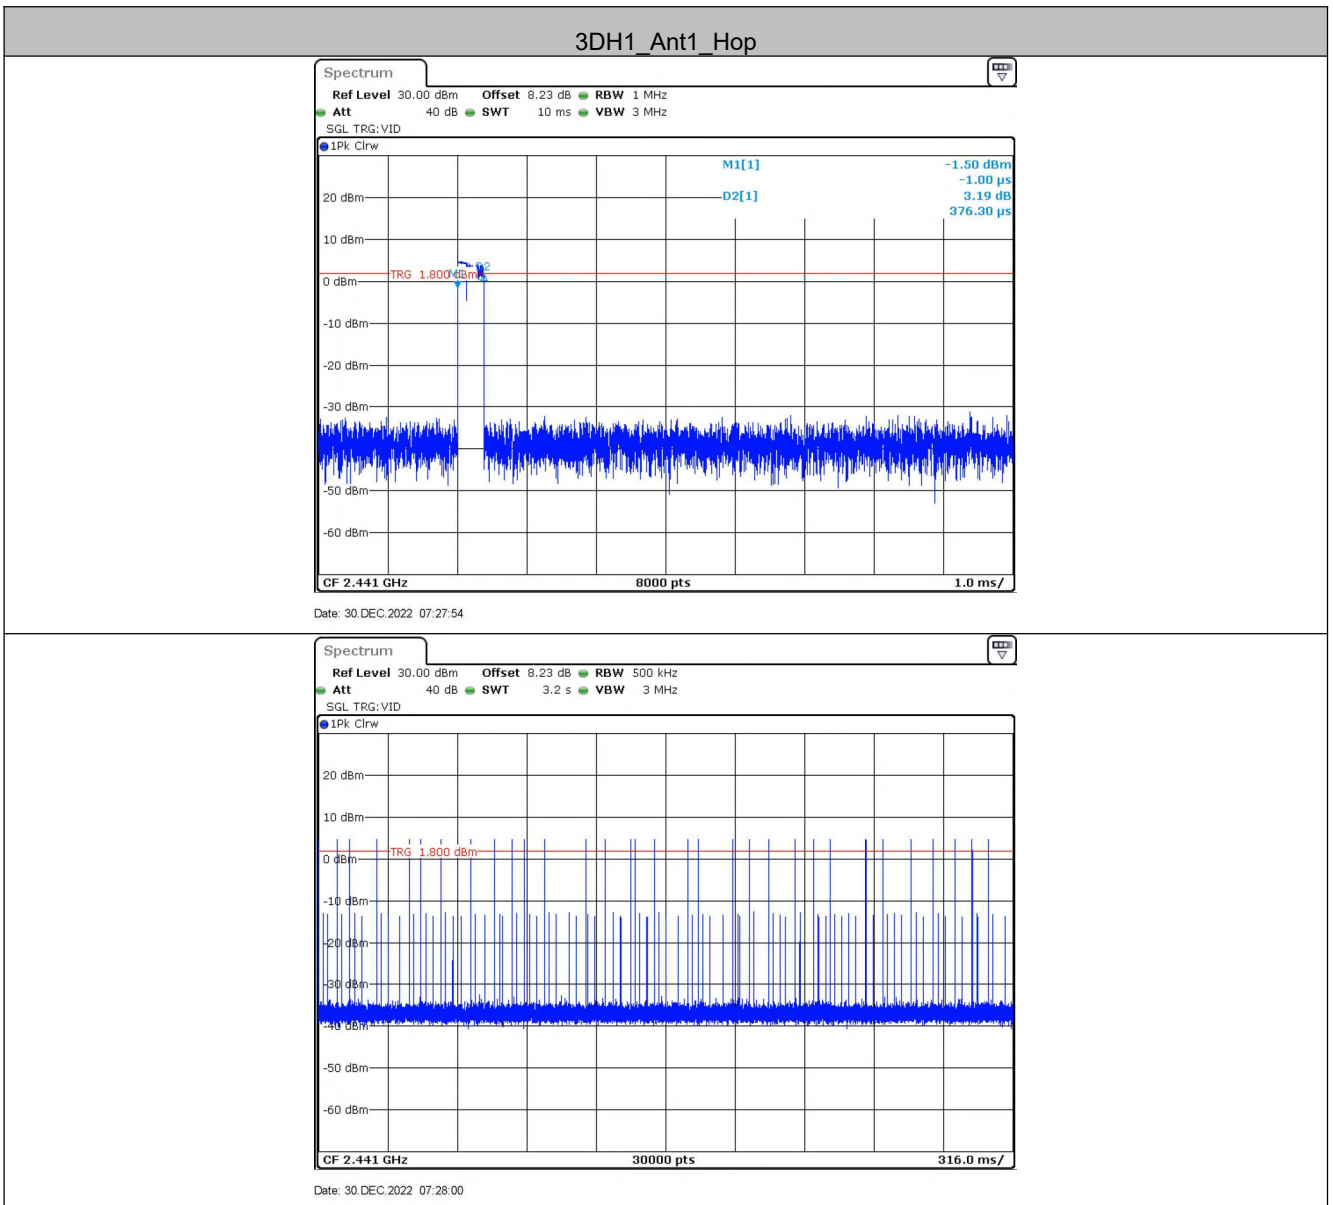 3DH1_Ant1_Hop
Spectrum
Ref Level 30.00 dBm Offset 8.23 dB RBW 1 MHz
Att 40 dB SWT 10 ms VBW 3 MHz
SGL TRG:VID
1Pk Clrw
M1[1] -1.50 dBm
-1.00 µs
20 dBm D2[1] 3.19 dB
376.30 µs
10 dBm
D2
TRG 1.800 dBm
0 dBm
-10 dBm
-20 dBm
-30 dBm
-50 dBm
-60 dBm
CF 2.441 GHz 8000 pts 1.0 ms/
Date: 30.DEC.2022 07:27:54
Spectrum
Ref Level 30.00 dBm Offset 8.23 dB RBW 500 kHz
Att 40 dB SWT 3.2 s VBW 3 MHz
SGL TRG:VID
1Pk Clrw
20 dBm
10 dBm
TRG 1.800 dBm
0 dBm
-10 dBm
-20 dBm
-30 dBm
-40 dBm
-50 dBm
-60 dBm
CF 2.441 GHz 30000 pts 316.0 ms/
Date: 30.DEC.2022 07:28:00